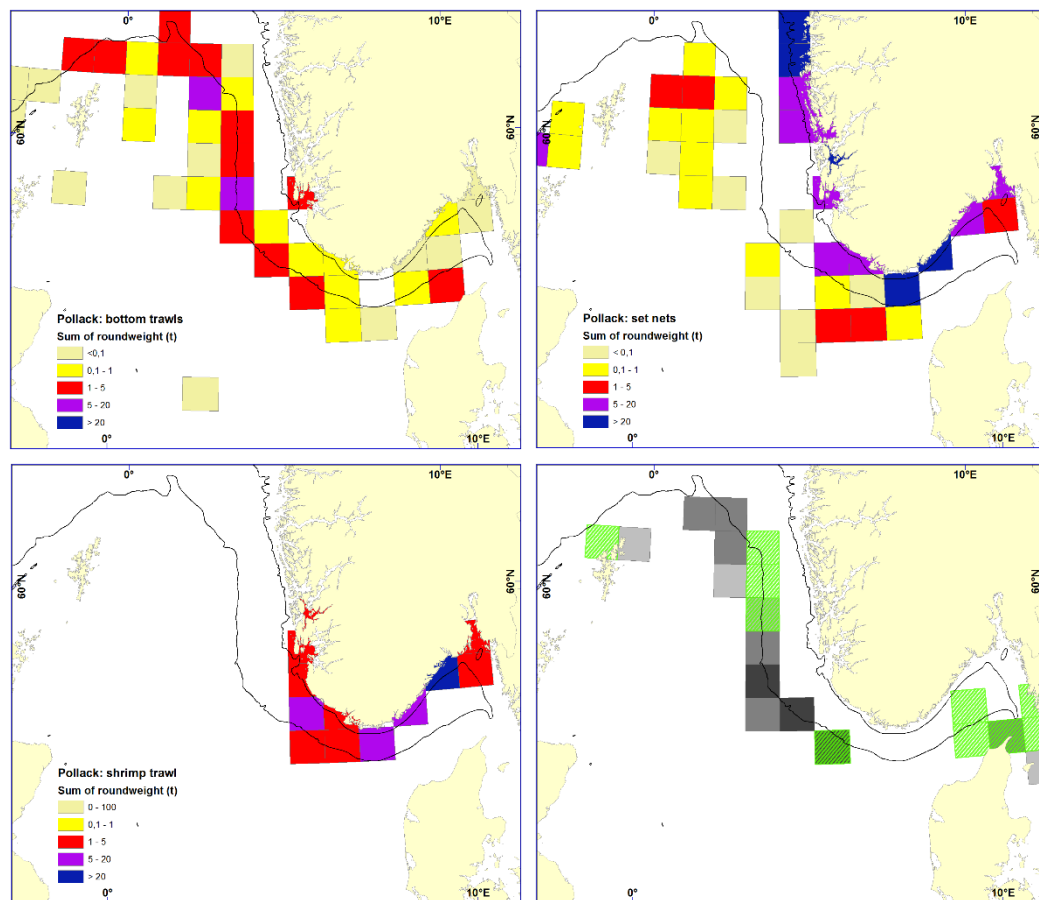 0° 10°E
60°N
60°N
Pollack: bottom trawls
Sum of roundweight (t)
<0,1
0,1 - 1
1 - 5
5 - 20
> 20
0° 10°E
0° 10°E
60°N
60°N
Pollack: set nets
Sum of roundweight (t)
< 0,1
0,1 - 1
1 - 5
5 - 20
> 20
0° 10°E
0° 10°E
60°N
60°N
Pollack: shrimp trawl
Sum of roundweight (t)
0 - 100
0,1 - 1
1 - 5
5 - 20
> 20
0° 10°E
0° 10°E
60°N
60°N
0° 10°E